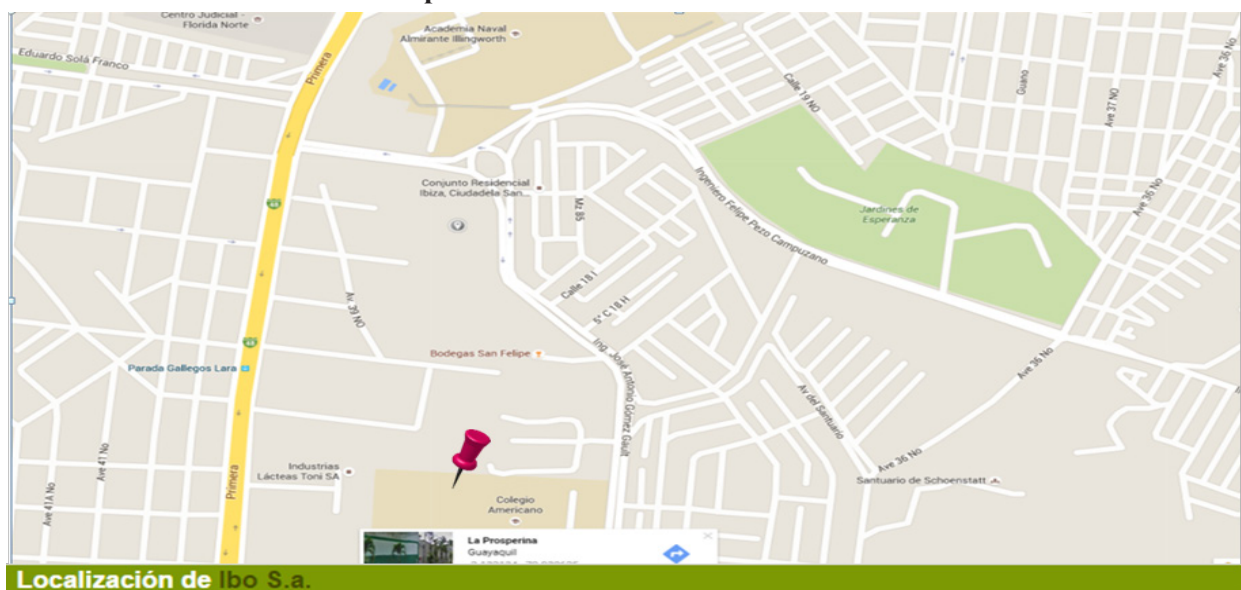 Centro Judicial -
Florida Norte
Academia Naval
Almirante Illingworth
Eduardo Solá Franco
Primera
Calle 19 NO
Guano
Ave 36 No
Ave 37 NO
Conjunto Residencial
Ibiza, Ciudadela San...
Mz B5
Ingeniero Felipe Pezo Campuzano
Jardines de
Esperanza
Ave 36 No
48
Calle 18 I
5° C 18 H
Av. 39 NO
48
Bodegas San Felipe
Parada Gallegos Lara
Ing. José Antonio Gómez Gault
Ave 36 No
Av del Santuario
Ave 41 No
Ave 41A No
Primera
Industrias
Lácteas Toni SA
Ave 36 No
Santuario de Schoenstatt
Colegio
Americano
La Prosperina
Guayaquil
Localización de Ibo S.a.